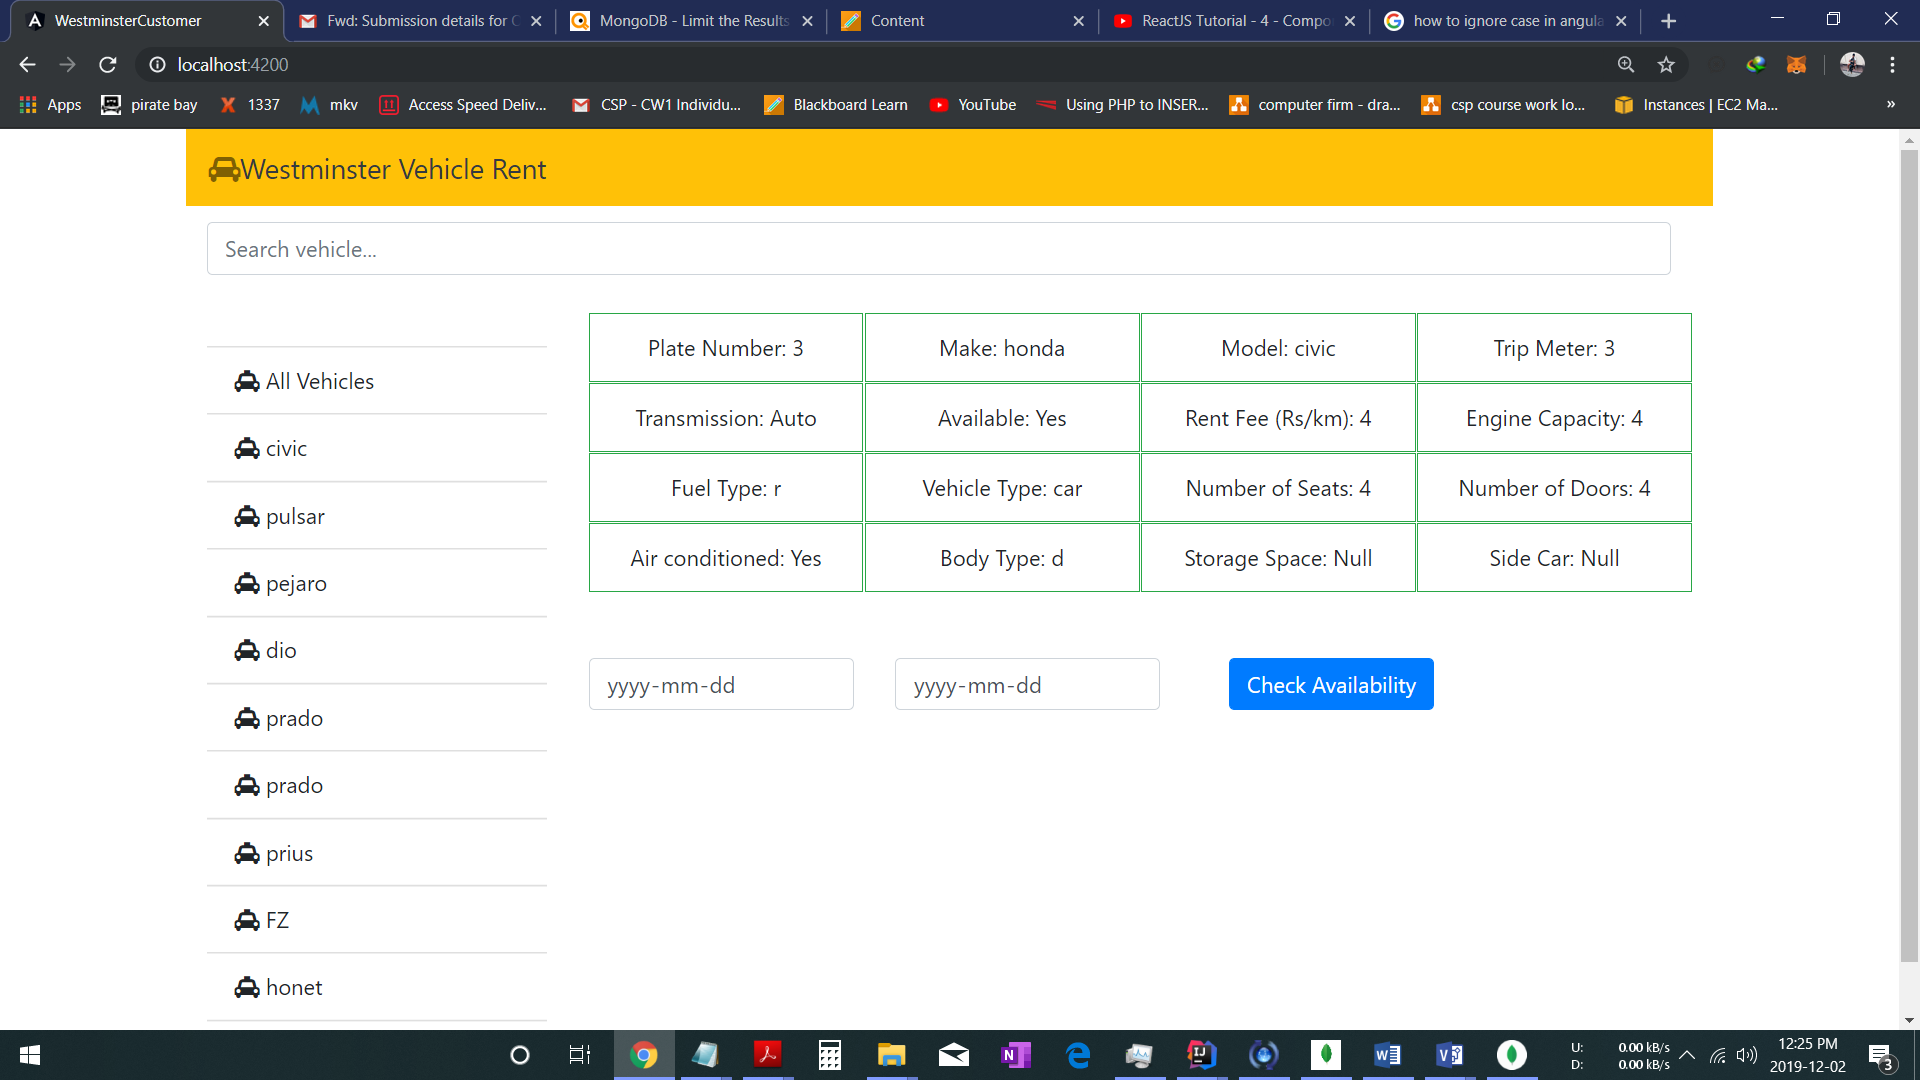 WestminsterCustomer
Fwd: Submission details for C
MongoDB - Limit the Results
Content
ReactJS Tutorial - 4 - Compo
how to ignore case in angula
localhost:4200
Apps
pirate bay
1337
mkv
Access Speed Deliv...
CSP - CW1 Individu...
Blackboard Learn
YouTube
Using PHP to INSER...
computer firm - dra...
csp course work lo...
Instances | EC2 Ma...
»
Westminster Vehicle Rent
Search vehicle...
All Vehicles
civic
pulsar
pejaro
dio
prado
prado
prius
FZ
honet
Plate Number: 3
Make: honda
Model: civic
Trip Meter: 3
Transmission: Auto
Available: Yes
Rent Fee (Rs/km): 4
Engine Capacity: 4
Fuel Type: r
Vehicle Type: car
Number of Seats: 4
Number of Doors: 4
Air conditioned: Yes
Body Type: d
Storage Space: Null
Side Car: Null
yyyy-mm-dd
yyyy-mm-dd
Check Availability
U: 0.00 kB/s
D: 0.00 kB/s
12:25 PM
2019-12-02
3